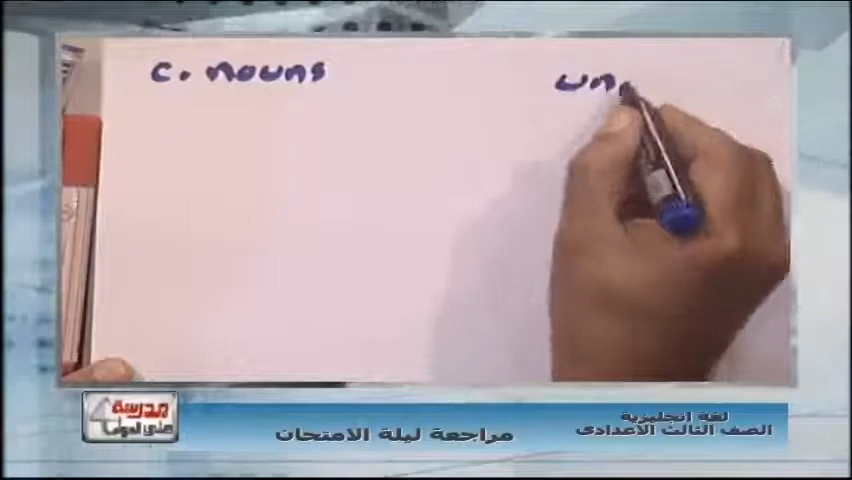 c. nouns
un
مدرسة
على الهواء
لغة انجليزية
الصف الثالث الاعدادى
مراجعة ليلة الامتحان